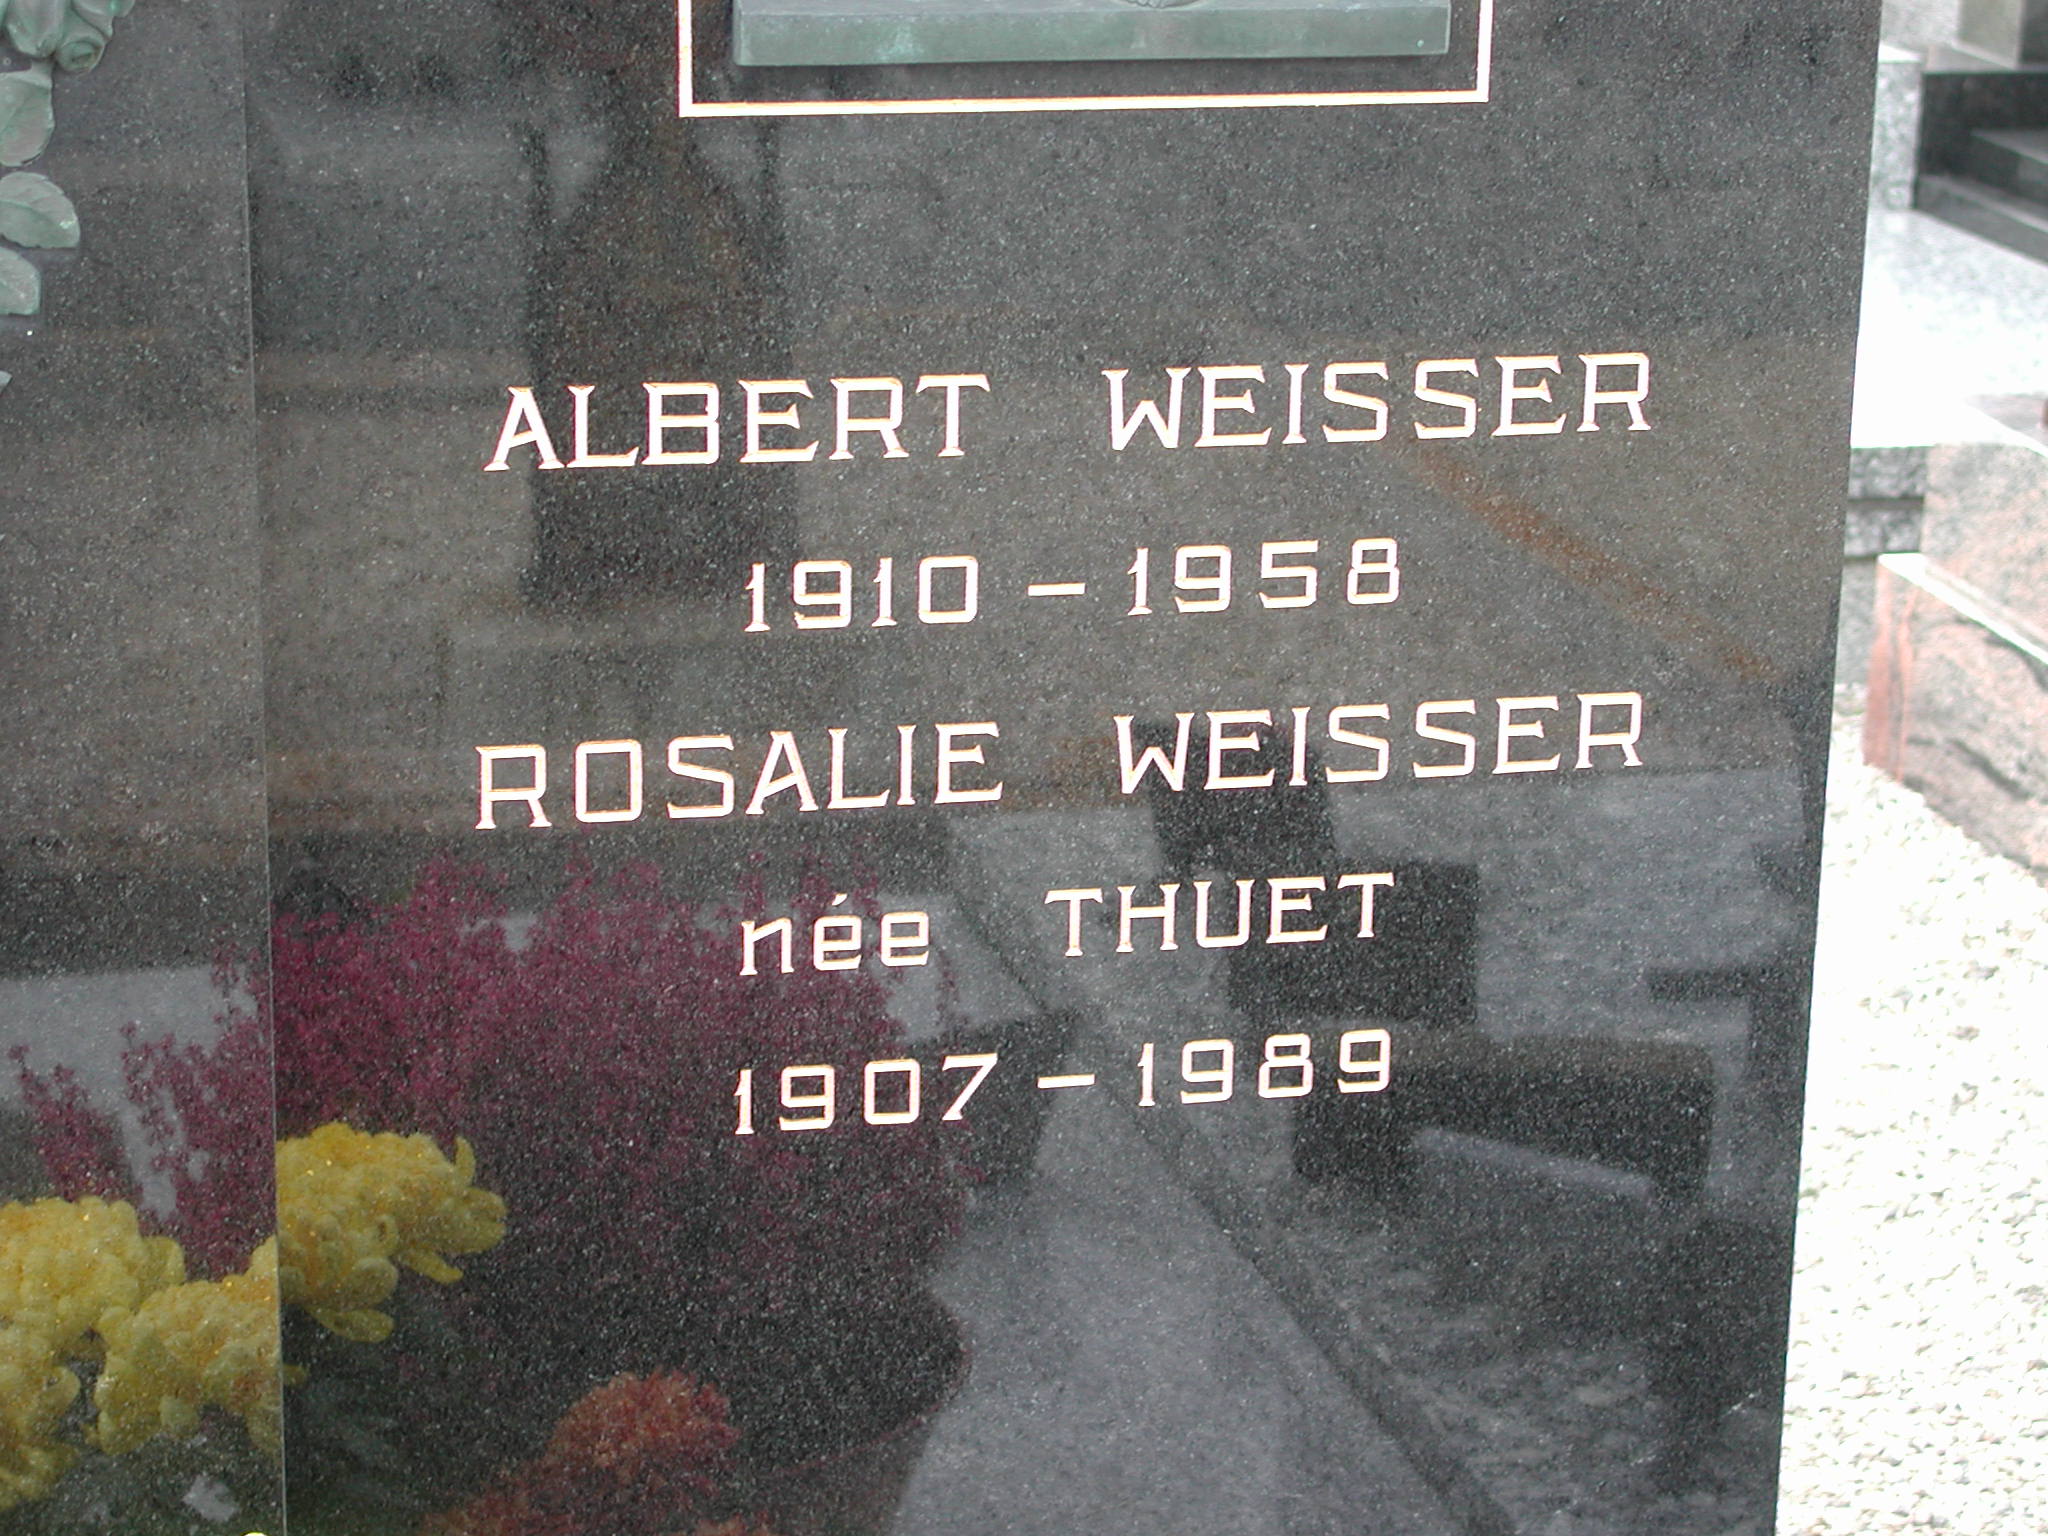 ALBERT WEISSER
1910 - 1958
ROSALIE WEISSER
née THUET
1907 - 1989